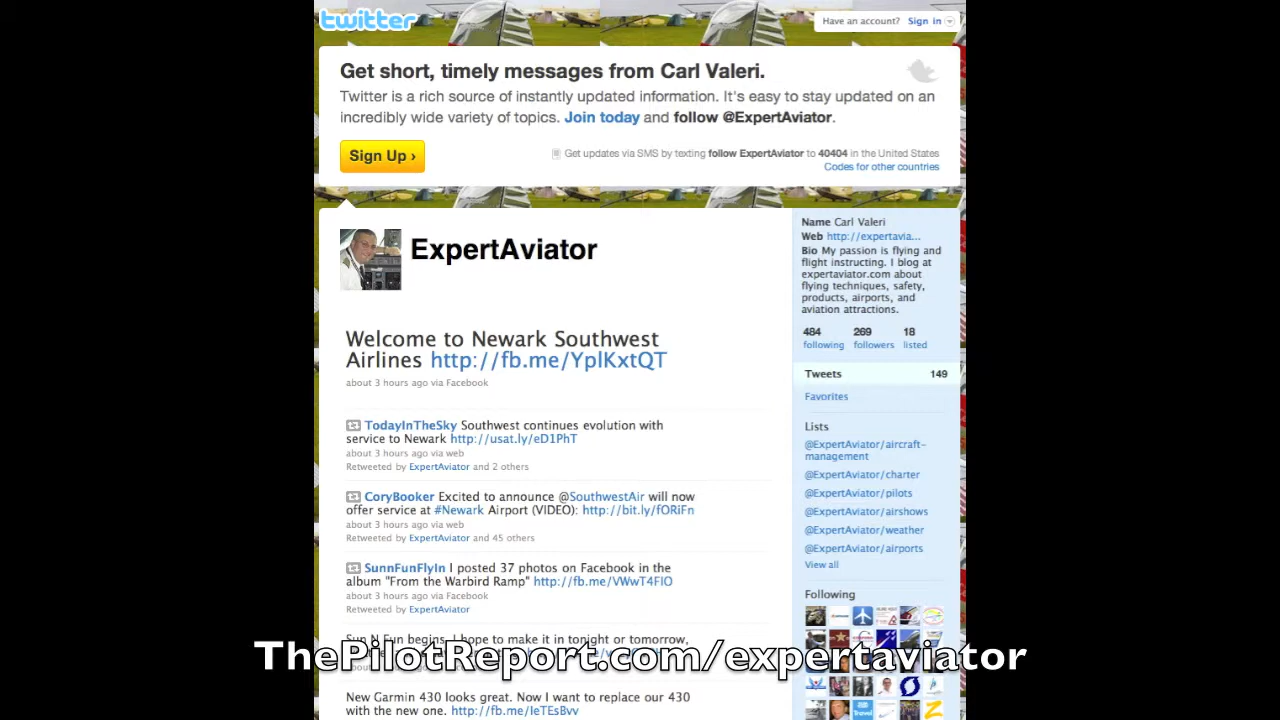 twitter
Have an account? Sign in
Get short, timely messages from Carl Valeri.
Twitter is a rich source of instantly updated information. It's easy to stay updated on an
incredibly wide variety of topics. Join today and follow @ExpertAviator.
Sign Up ›
Get updates via SMS by texting follow ExpertAviator to 40404 in the United States
Codes for other countries
ExpertAviator
Welcome to Newark Southwest
Airlines http://fb.me/YplKxtQT
about 3 hours ago via Facebook
TodayInTheSky Southwest continues evolution with
service to Newark http://usat.ly/eD1PhT
about 3 hours ago via web
Retweeted by ExpertAviator and 2 others
CoryBooker Excited to announce @SouthwestAir will now
offer service at #Newark Airport (VIDEO): http://bit.ly/fORiFn
about 3 hours ago via web
Retweeted by ExpertAviator and 45 others
SunnFunFlyIn I posted 37 photos on Facebook in the
album "From the Warbird Ramp" http://fb.me/VWwT4FIO
about 3 hours ago via Facebook
Retweeted by ExpertAviator
Sun N Fun begins. I hope to make it in tonight or tomorrow,
New Garmin 430 looks great. Now I want to replace our 430
with the new one. http://fb.me/IeTEsBvv
Name Carl Valeri
Web http://expertavia...
Bio My passion is flying and
flight instructing. I blog at
expertaviator.com about
flying techniques, safety,
products, airports, and
aviation attractions.
484 269 18
following followers listed
Tweets 149
Favorites
Lists
@ExpertAviator/aircraft-
management
@ExpertAviator/charter
@ExpertAviator/pilots
@ExpertAviator/airshows
@ExpertAviator/weather
@ExpertAviator/airports
View all
Following
ThePilotReport.com/expertaviator